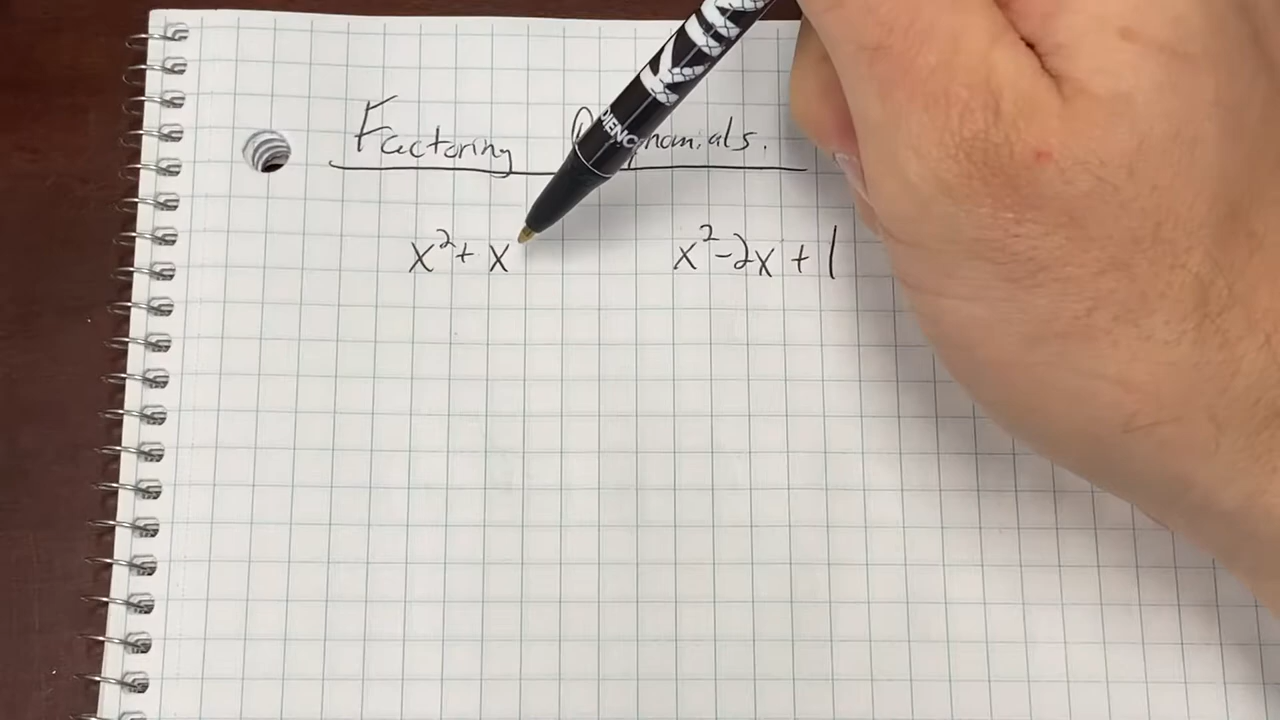 Factoring
x²+ x x²-2x + 1